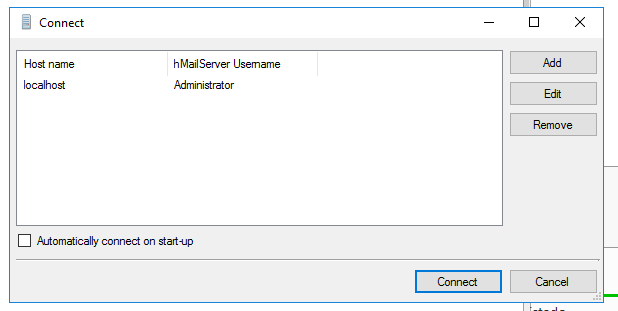 Connect
Host name hMailServer Username
localhost Administrator
Add
Edit
Remove
Automatically connect on start-up
Connect Cancel